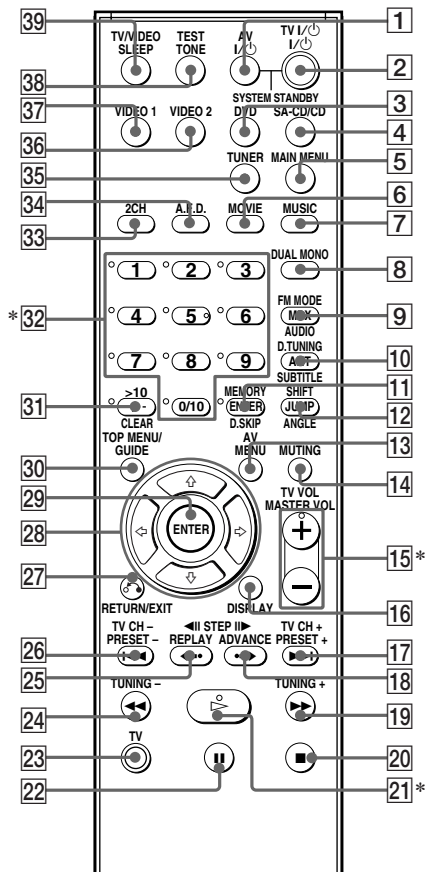 39 TV/VIDEO SLEEP TEST TONE AV I/ TV I/ I/ 1
38 2
SYSTEM STANDBY
37 VIDEO 1 VIDEO 2 DVD SA-CD/CD 3
36 4
TUNER MAIN MENU 5
35
34 2CH A.F.D. MOVIE MUSIC 6
33 7
DUAL MONO 8
1 2 3
FM MODE
* 32 4 5 6 9
AUDIO
D.TUNING
7 8 9 10
SUBTITLE
>10 MEMORY SHIFT 11
31 - 0/10 ENTER JUMP 12
CLEAR D.SKIP ANGLE
TOP MENU/ GUIDE AV MENU MUTING 13
30 14
TV VOL
MASTER VOL
29 +
28 ENTER 15 *
27 −
RETURN/EXIT DISPLAY 16
TV CH – STEP TV CH +
26 PRESET – REPLAY ADVANCE PRESET + 17
25 18
TUNING – TUNING +
24 19
23 TV 20
22 21 *